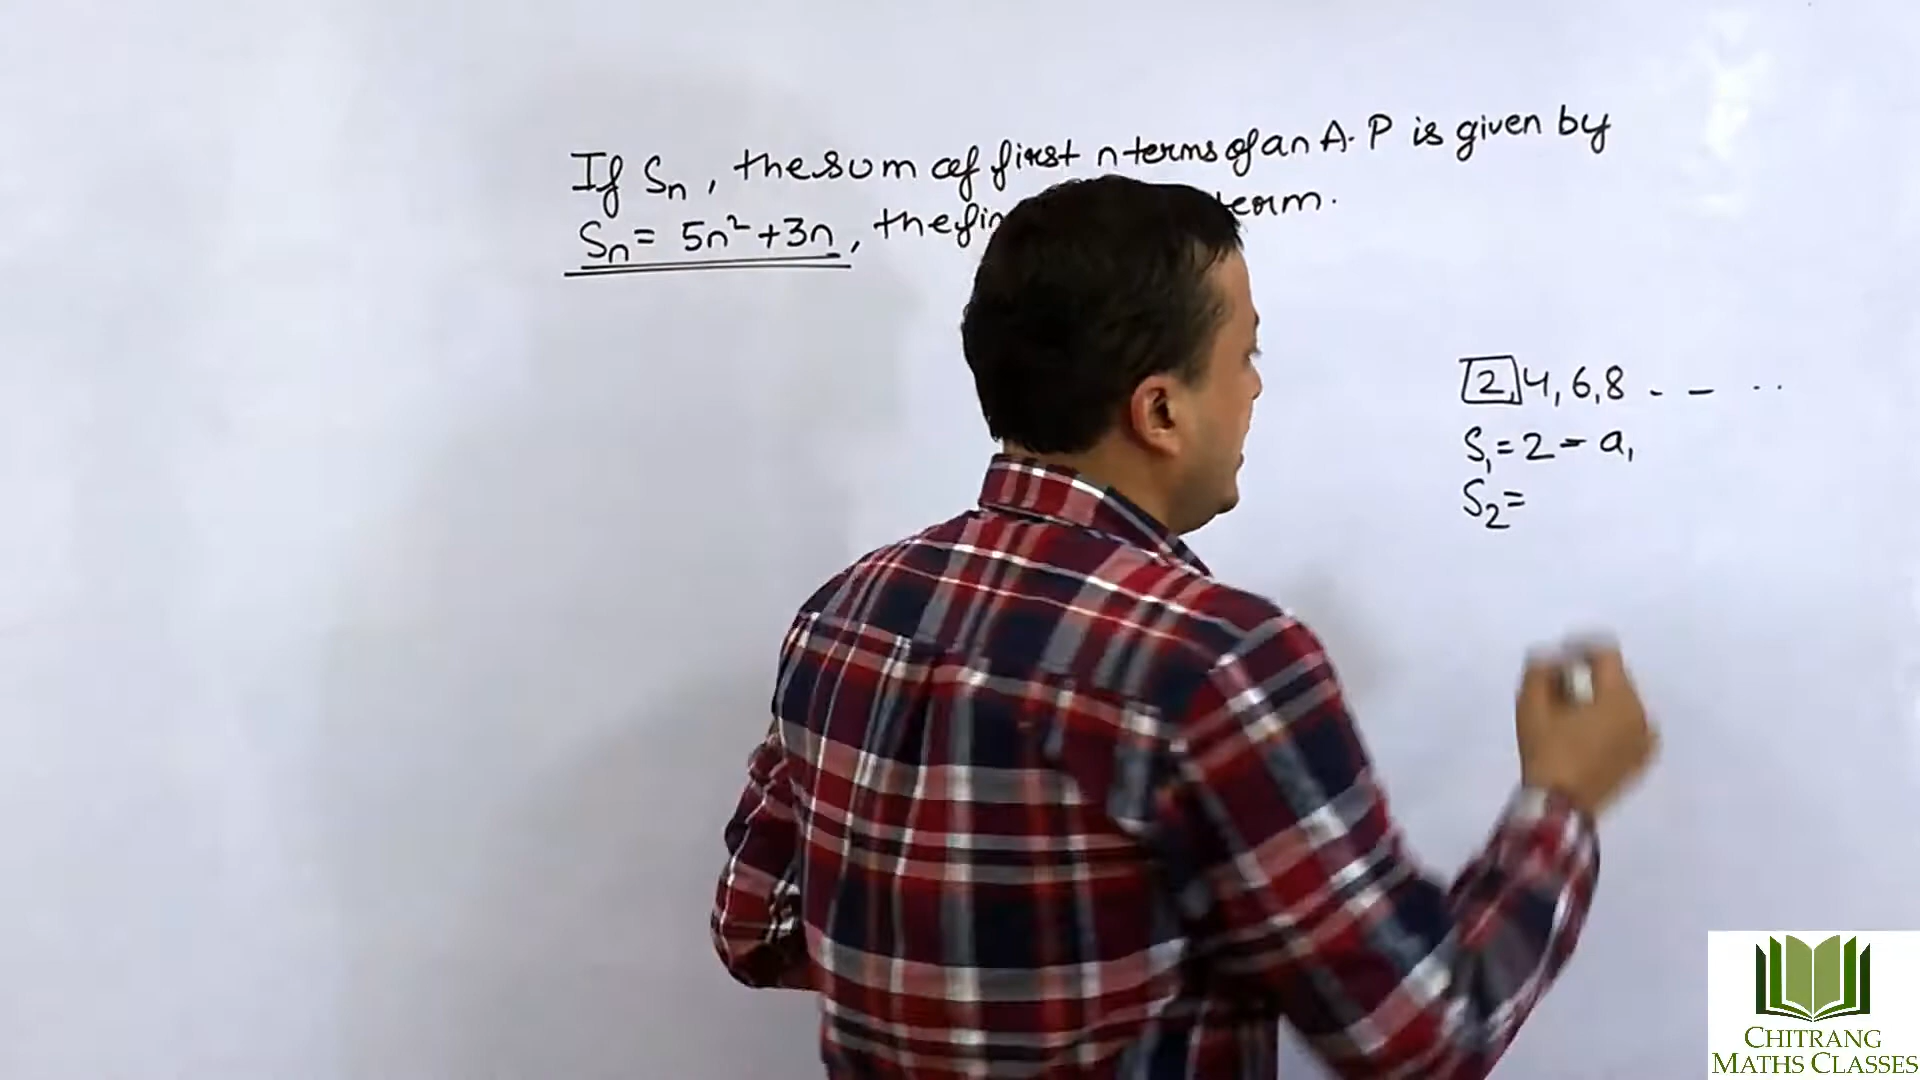 If Sn, the sum of first n terms of an A.P is given by
Sn = 5n²+3n, the fin term.
2, 4, 6, 8 - - ..
S₁ = 2 - a₁
S₂ =
CHITRANG
MATHS CLASSES